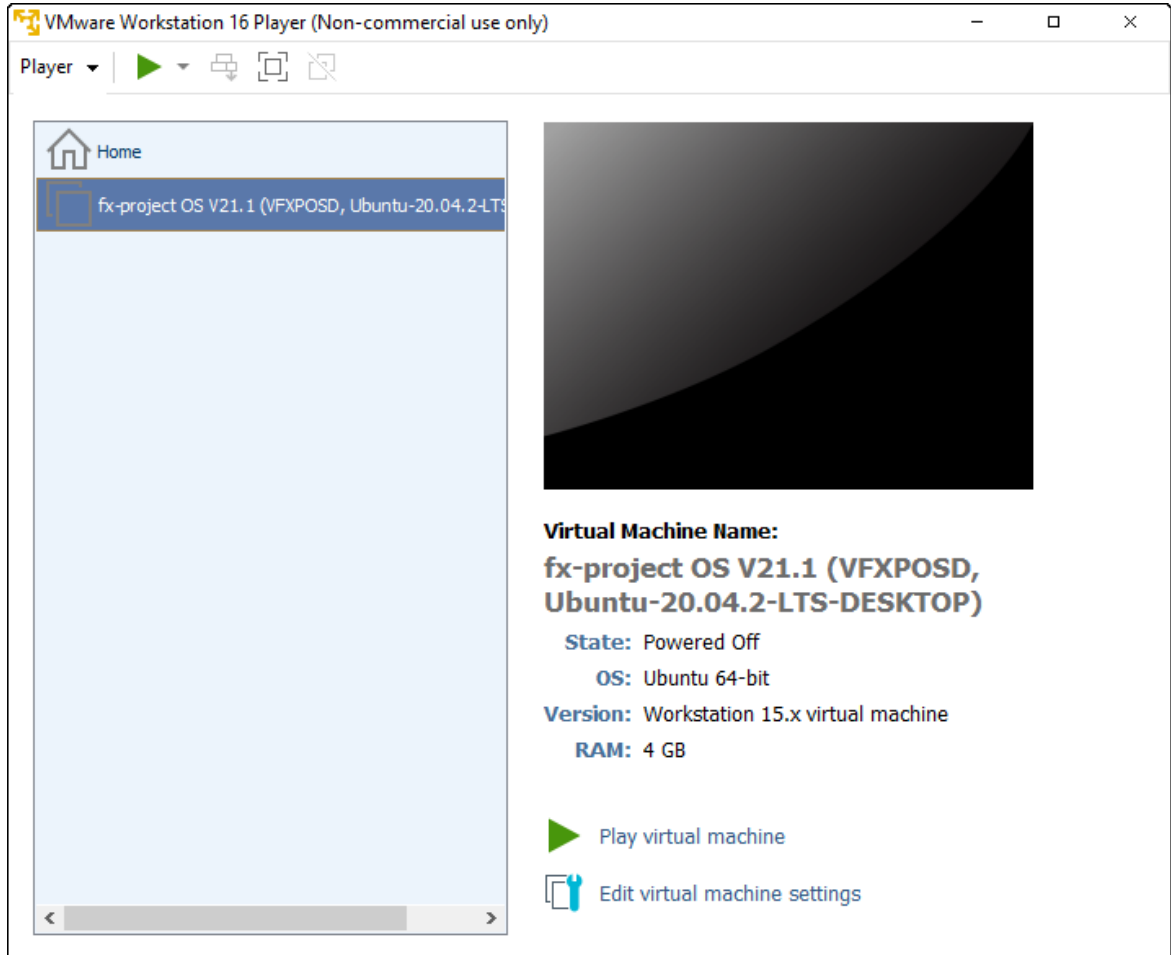 VMware Workstation 16 Player (Non-commercial use only)
Player
Home
fx-project OS V21.1 (VFXPOSD, Ubuntu-20.04.2-LTS
Virtual Machine Name:
fx-project OS V21.1 (VFXPOSD,
Ubuntu-20.04.2-LTS-DESKTOP)
State: Powered Off
OS: Ubuntu 64-bit
Version: Workstation 15.x virtual machine
RAM: 4 GB
Play virtual machine
Edit virtual machine settings